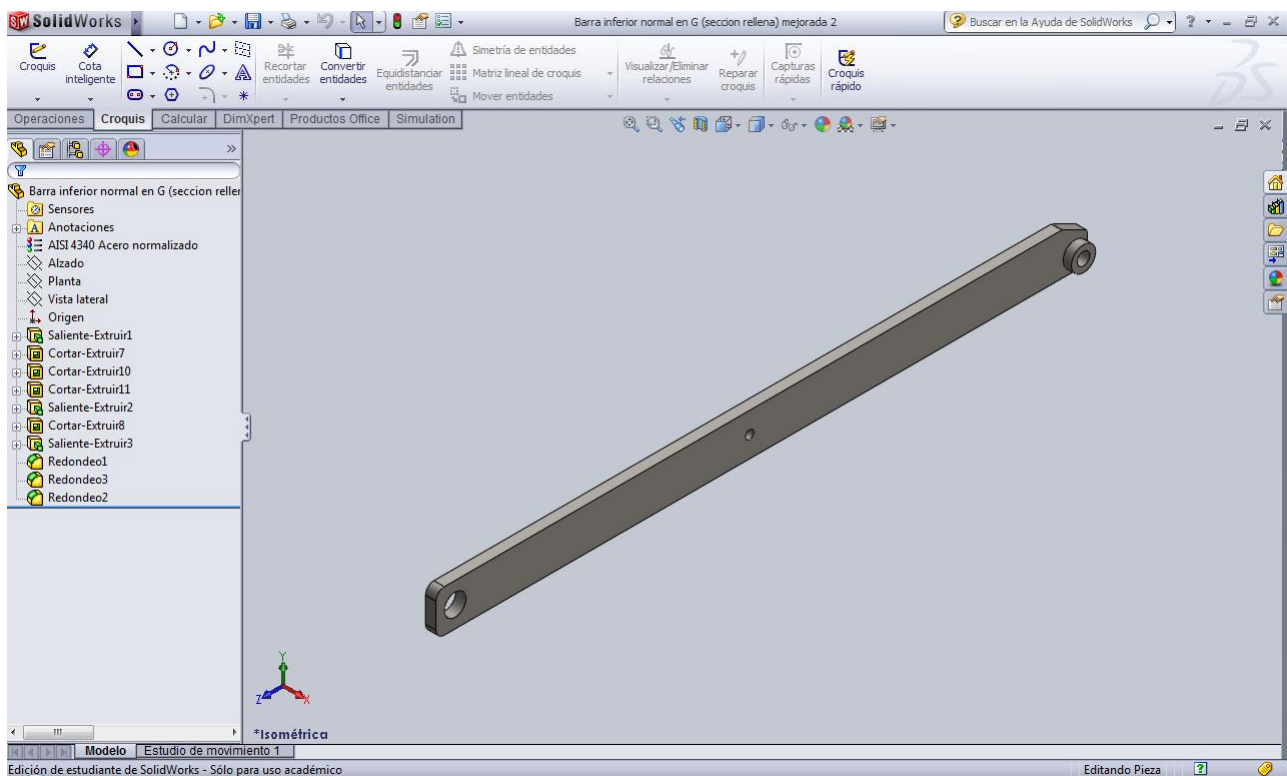 SolidWorks
Barra inferior normal en G (seccion rellena) mejorada 2
Buscar en la Ayuda de SolidWorks
Croquis
Cota inteligente
Recortar entidades
Convertir entidades
Equidistanciar entidades
Simetría de entidades
Matriz lineal de croquis
Mover entidades
Visualizar/Eliminar relaciones
Reparar croquis
Capturas rápidas
Croquis rápido
Operaciones Croquis Calcular DimXpert Productos Office Simulation
Barra inferior normal en G (seccion reller
Sensores
Anotaciones
AISI 4340 Acero normalizado
Alzado
Planta
Vista lateral
Origen
Saliente-Extruir1
Cortar-Extruir7
Cortar-Extruir10
Cortar-Extruir11
Saliente-Extruir2
Cortar-Extruir8
Saliente-Extruir3
Redondeo1
Redondeo3
Redondeo2
Y
Z X
*Isométrica
Modelo Estudio de movimiento 1
Edición de estudiante de SolidWorks - Sólo para uso académico
Editando Pieza